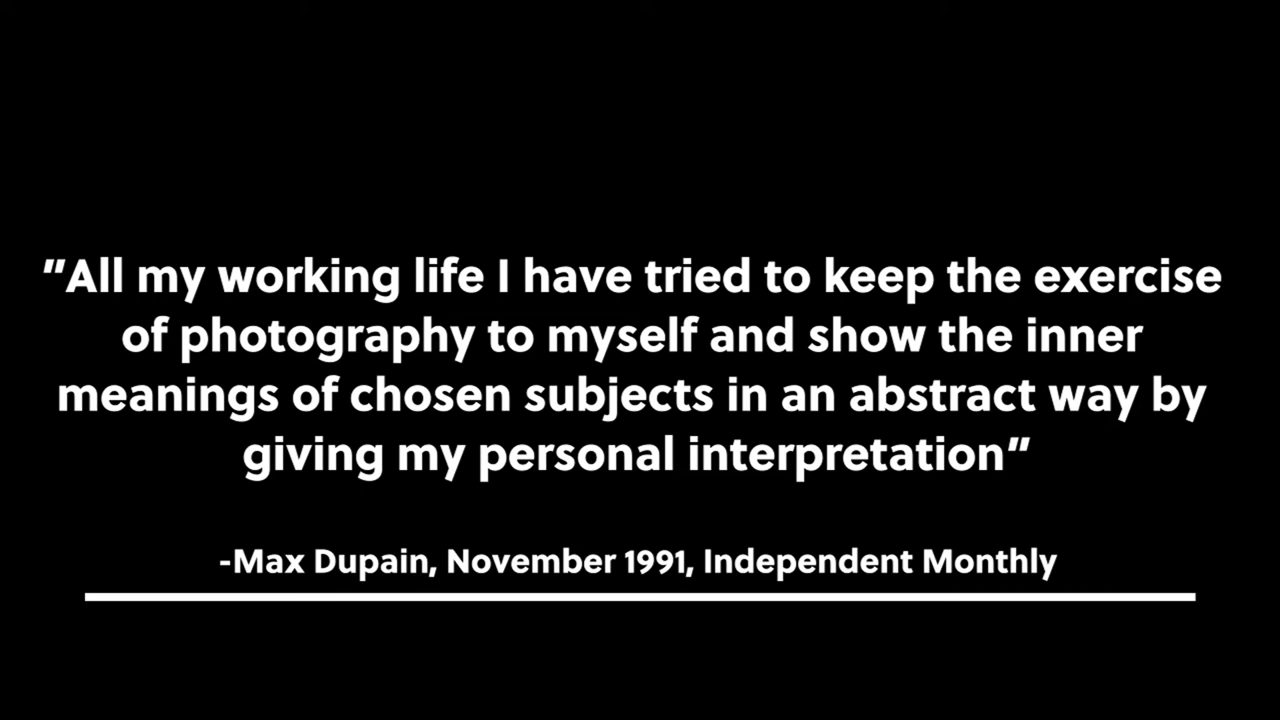 "All my working life I have tried to keep the exercise
of photography to myself and show the inner
meanings of chosen subjects in an abstract way by
giving my personal interpretation"
-Max Dupain, November 1991, Independent Monthly